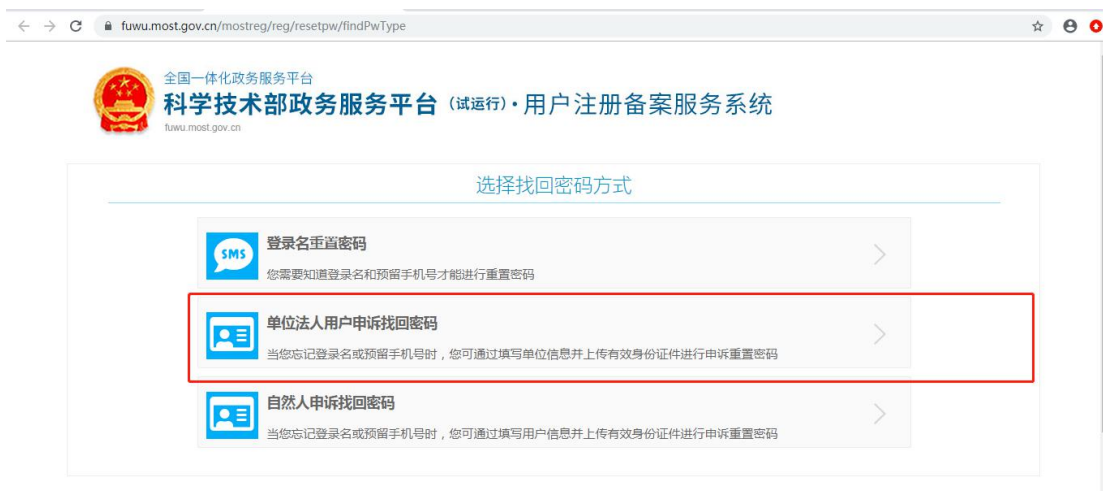 fuwu.most.gov.cn/mostreg/reg/resetpw/findPwType
全国一体化政务服务平台
科学技术部政务服务平台（试运行）·用户注册备案服务系统
fuwu.most.gov.cn
选择找回密码方式
SMS
登录名重置密码
您需要知道登录名和预留手机号才能进行重置密码
单位法人用户申诉找回密码
当您忘记登录名或预留手机号时，您可通过填写单位信息并上传有效身份证件进行申诉重置密码
自然人申诉找回密码
当您忘记登录名或预留手机号时，您可通过填写用户信息并上传有效身份证件进行申诉重置密码